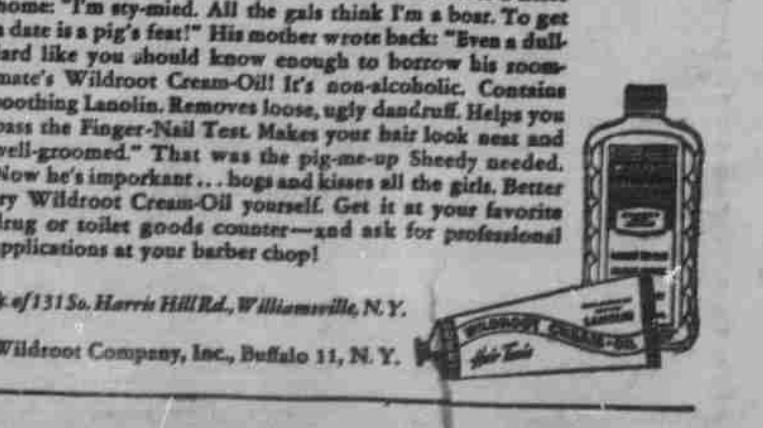 home: "I'm sty-mied. All the gals think I'm a boar. To get
a date is a pig's feat!" His mother wrote back: "Even a dull-
lard like you should know enough to borrow his room-
mate's Wildroot Cream-Oil! It's non-alcoholic. Contains
soothing Lanolin. Removes loose, ugly dandruff. Helps you
pass the Finger-Nail Test. Makes your hair look neat and
well-groomed." That was the pig-me-up Sheedy needed.
Now he's imporkant... hogs and kisses all the girls. Better
try Wildroot Cream-Oil yourself. Get it at your favorite
drug or toilet goods counter—and ask for professional
applications at your barber chop!
of 131 So. Harris Hill Rd., Williamsville, N. Y.
Wildroot Company, Inc., Buffalo 11, N. Y.
WILDROOT CREAM-OIL
Hair Tonic
LANOLIN